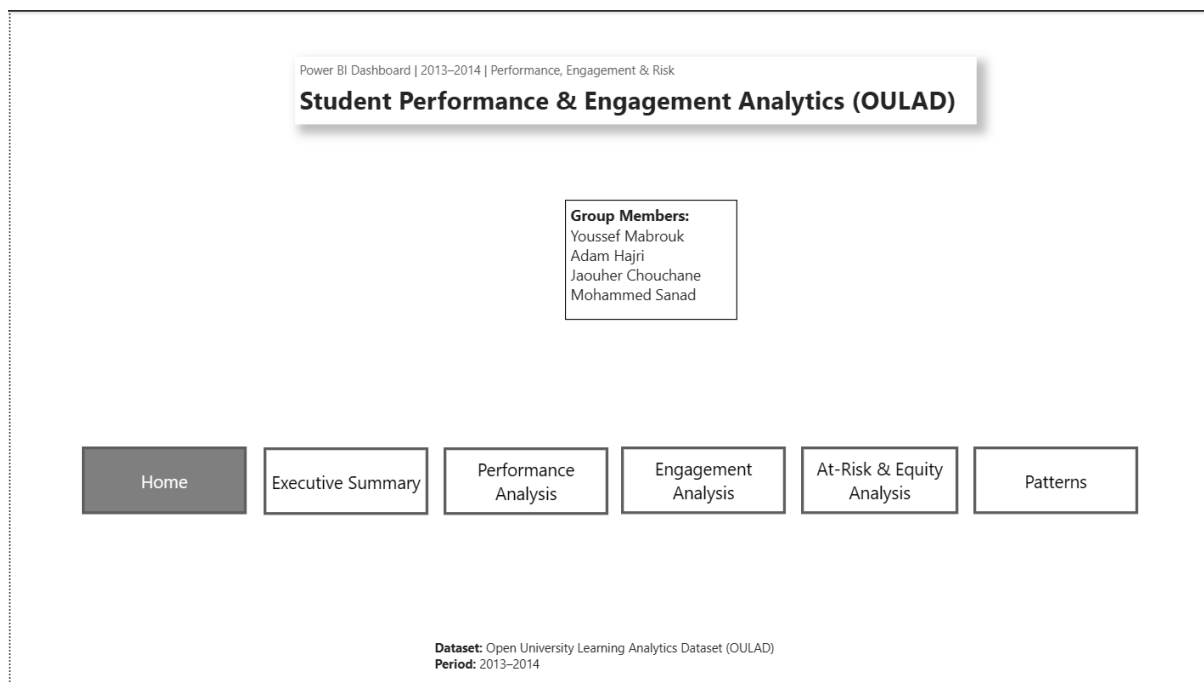 Power BI Dashboard | 2013–2014 | Performance, Engagement & Risk
Student Performance & Engagement Analytics (OULAD)
Group Members:
Youssef Mabrouk
Adam Hajri
Jaouher Chouchane
Mohammed Sanad
Home
Executive Summary
Performance
Analysis
Engagement
Analysis
At-Risk & Equity
Analysis
Patterns
Dataset: Open University Learning Analytics Dataset (OULAD)
Period: 2013–2014